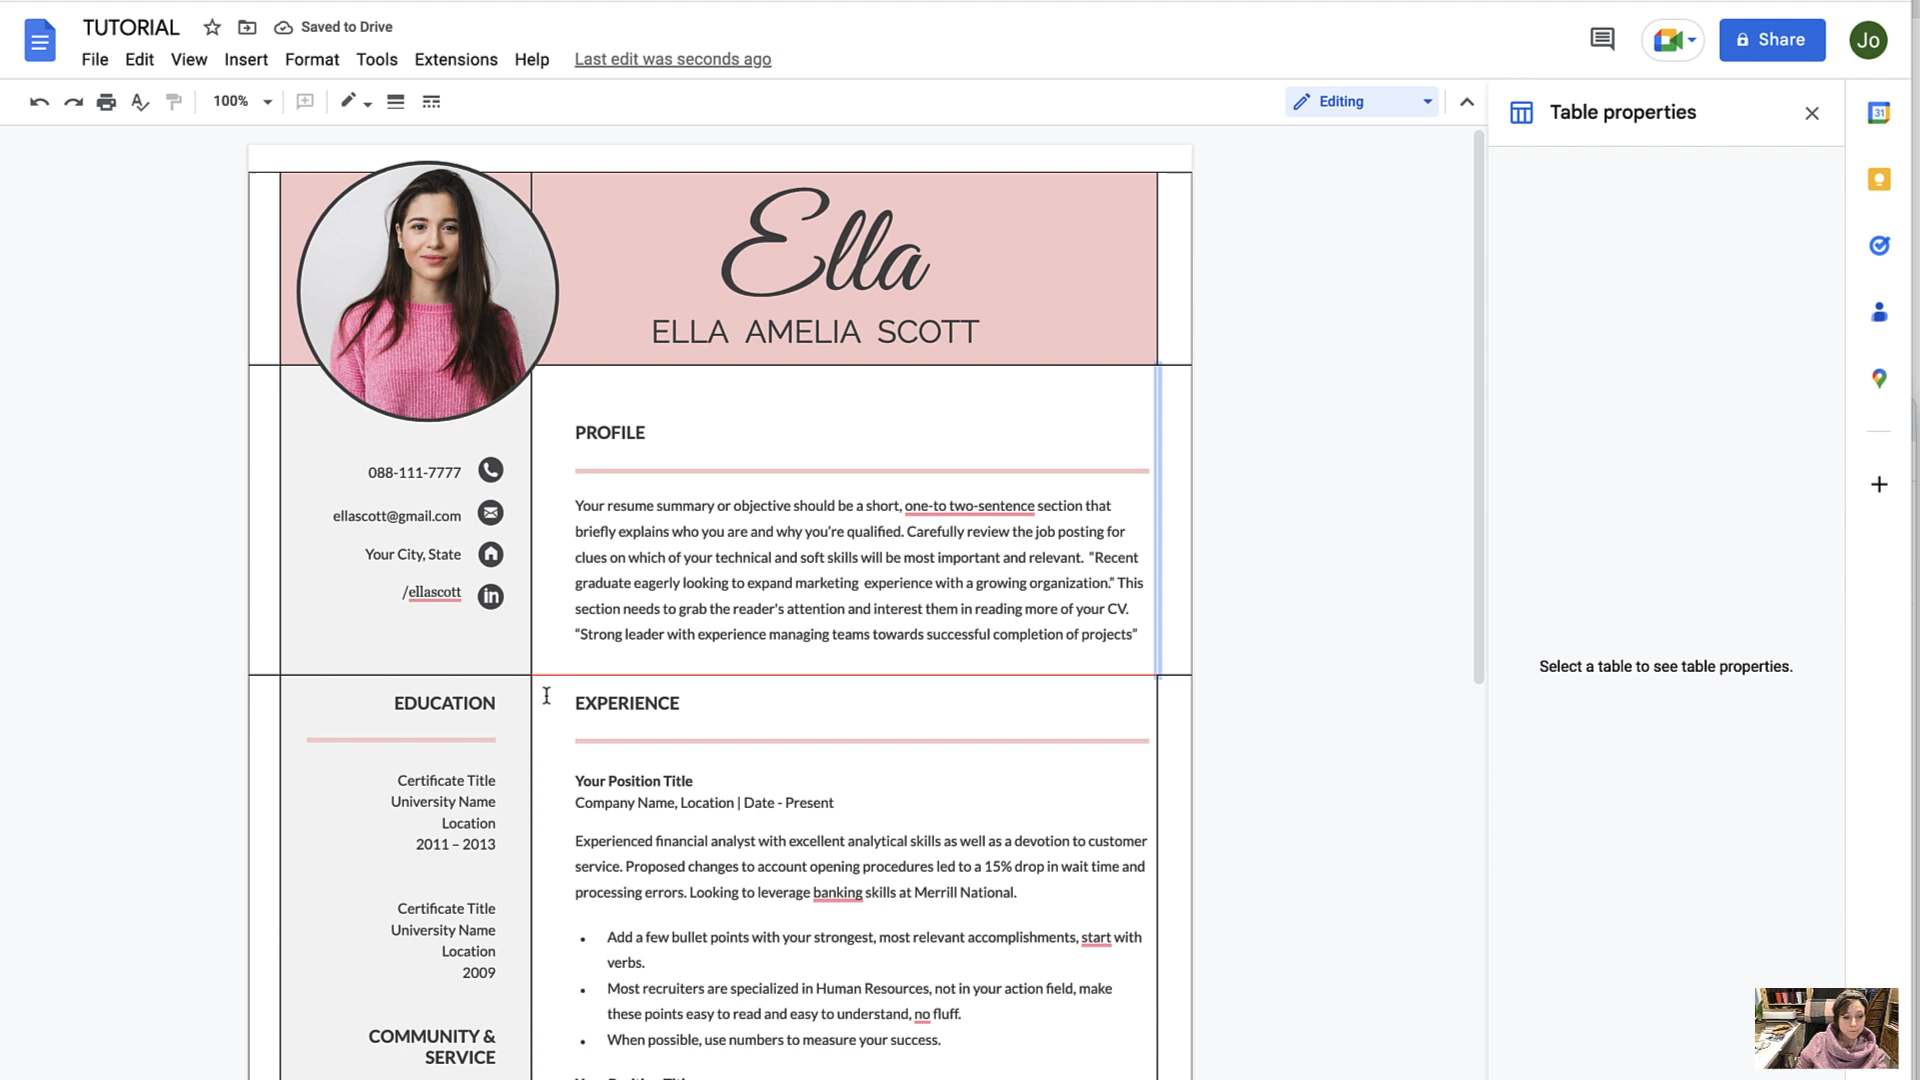 TUTORIAL
Saved to Drive
File Edit View Insert Format Tools Extensions Help Last edit was seconds ago
Share
Jo
100%
Editing
Table properties
31
Select a table to see table properties.
Ella
ELLA AMELIA SCOTT
088-111-7777
ellascott@gmail.com
Your City, State
/ellascott
in
PROFILE
Your resume summary or objective should be a short, one-to two-sentence section that
briefly explains who you are and why you're qualified. Carefully review the job posting for
clues on which of your technical and soft skills will be most important and relevant. “Recent
graduate eagerly looking to expand marketing experience with a growing organization.” This
section needs to grab the reader's attention and interest them in reading more of your CV.
“Strong leader with experience managing teams towards successful completion of projects”
EDUCATION
Certificate Title
University Name
Location
2011 – 2013
Certificate Title
University Name
Location
2009
COMMUNITY &
SERVICE
EXPERIENCE
Your Position Title
Company Name, Location | Date - Present
Experienced financial analyst with excellent analytical skills as well as a devotion to customer
service. Proposed changes to account opening procedures led to a 15% drop in wait time and
processing errors. Looking to leverage banking skills at Merrill National.
• Add a few bullet points with your strongest, most relevant accomplishments, start with
verbs.
• Most recruiters are specialized in Human Resources, not in your action field, make
these points easy to read and easy to understand, no fluff.
• When possible, use numbers to measure your success.